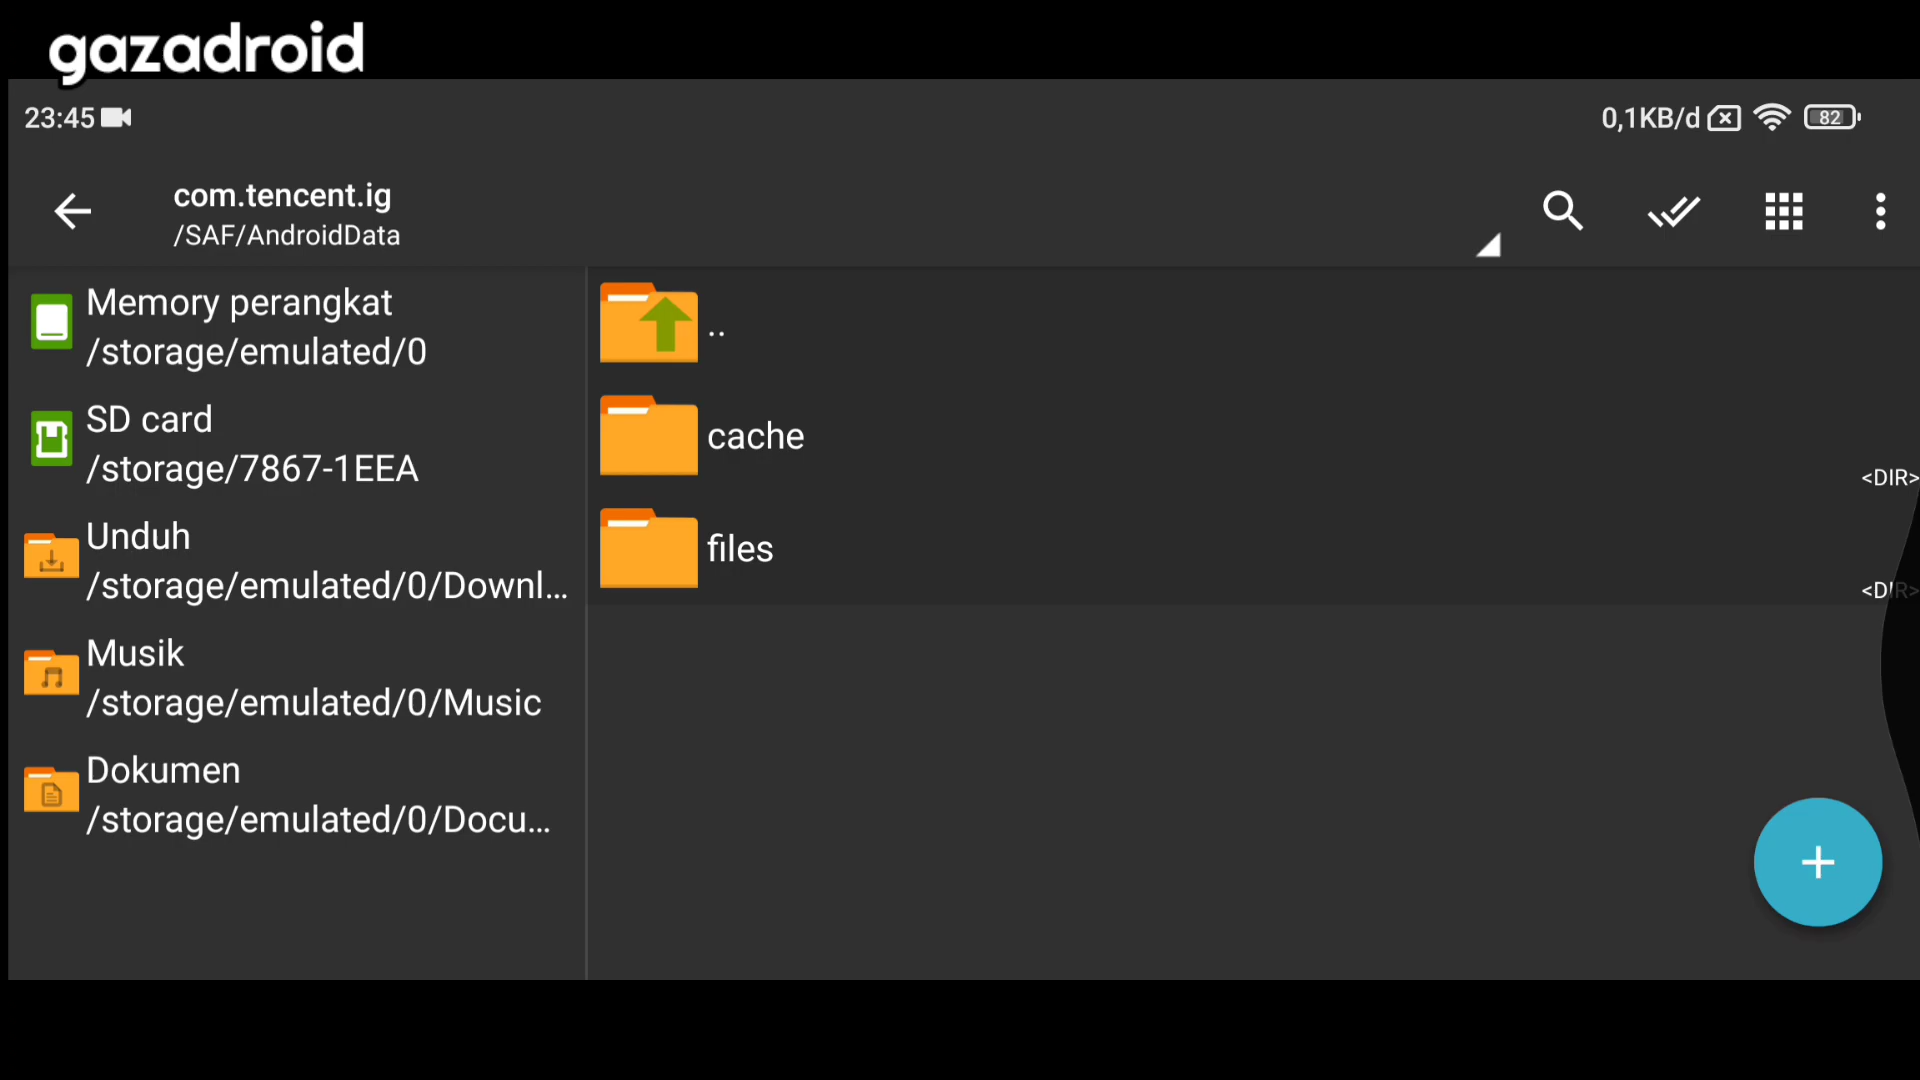 gazadroid
23:45
0,1KB/d
82
com.tencent.ig
/SAF/AndroidData
Memory perangkat
/storage/emulated/0
SD card
/storage/7867-1EEA
Unduh
/storage/emulated/0/Downl...
Musik
/storage/emulated/0/Music
Dokumen
/storage/emulated/0/Docu...
..
cache
<DIR>
files
<DIR>